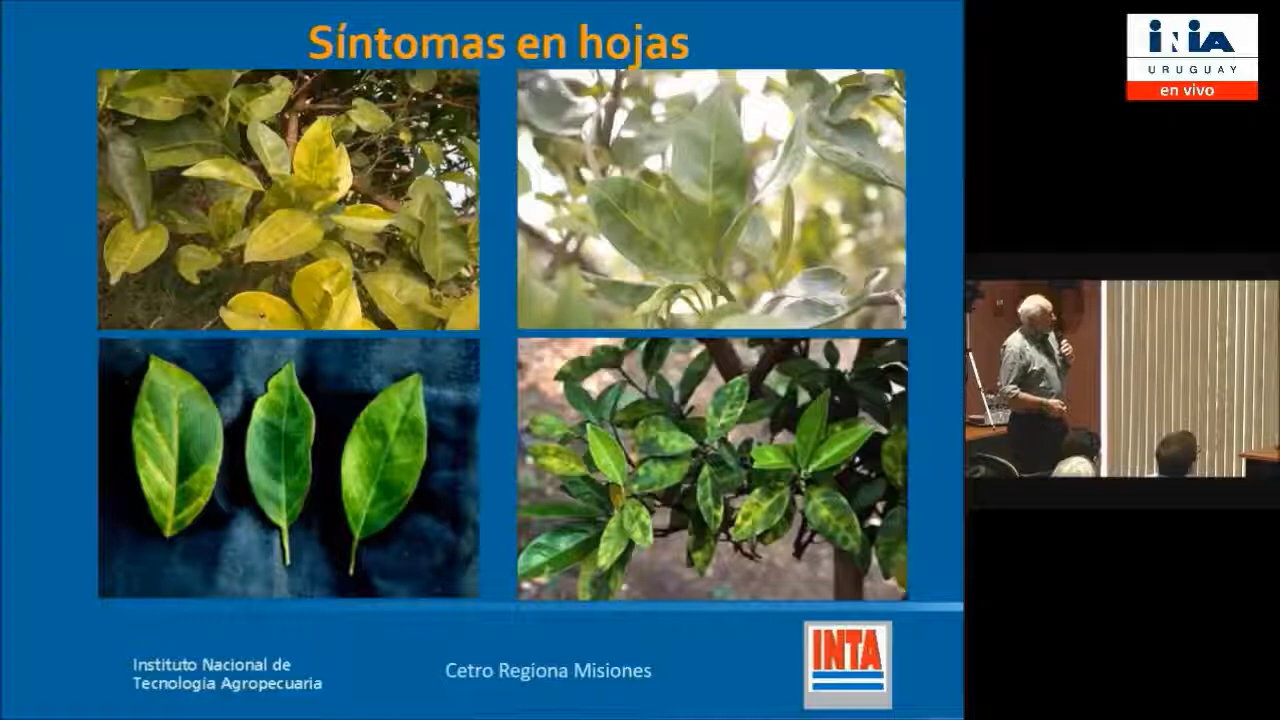 Síntomas en hojas
inia
URUGUAY
en vivo
Instituto Nacional de
Tecnología Agropecuaria
Cetro Regiona Misiones
INTA